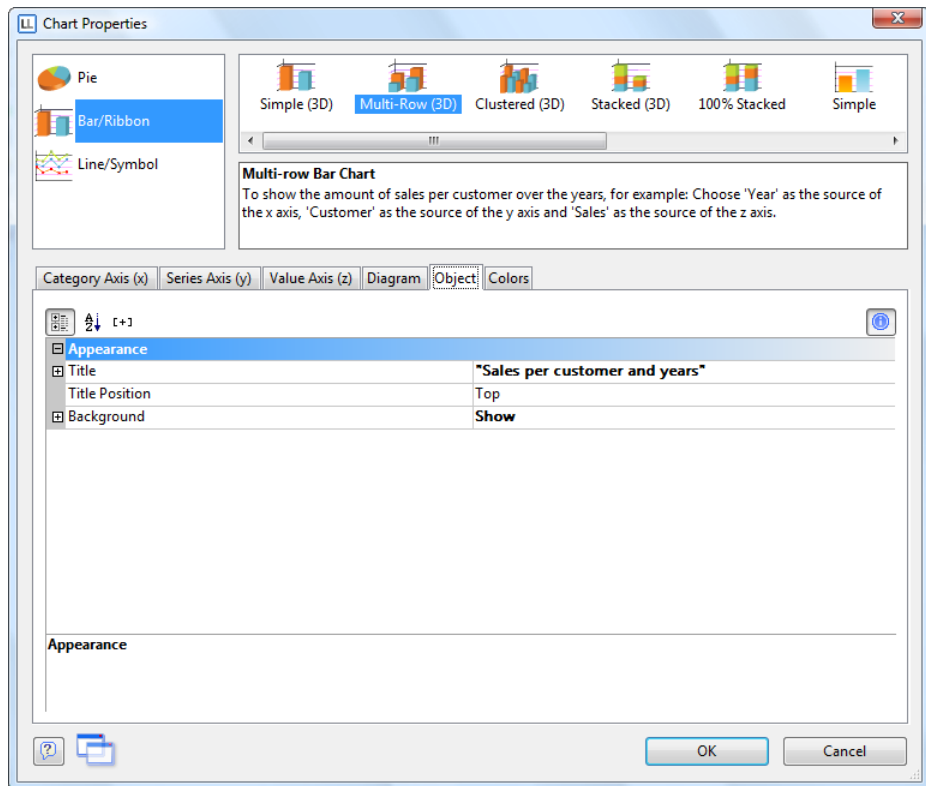 LL Chart Properties
Pie
Bar/Ribbon
Line/Symbol
Simple (3D) Multi-Row (3D) Clustered (3D) Stacked (3D) 100% Stacked Simple
Multi-row Bar Chart
To show the amount of sales per customer over the years, for example: Choose 'Year' as the source of
the x axis, 'Customer' as the source of the y axis and 'Sales' as the source of the z axis.
Category Axis (x) Series Axis (y) Value Axis (z) Diagram Object Colors
Appearance
Title "Sales per customer and years"
Title Position Top
Background Show
Appearance
OK Cancel